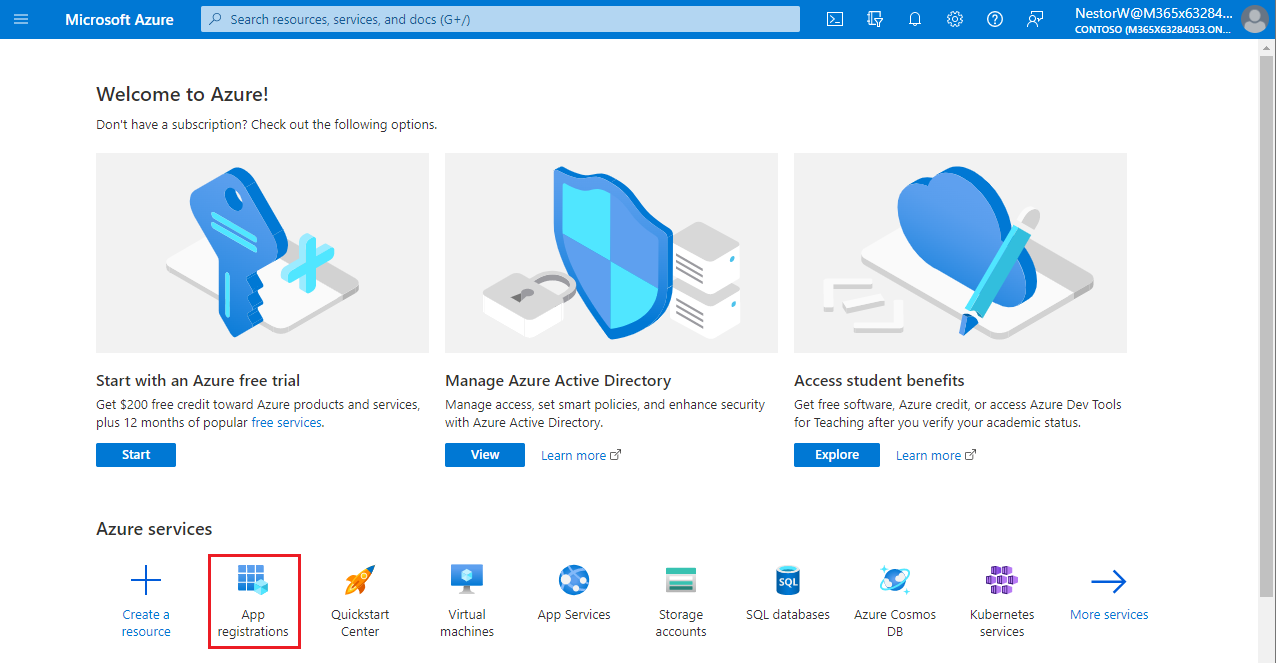 Microsoft Azure
Search resources, services, and docs (G+/)
NestorW@M365x63284...
CONTOSO (M365X63284053.ON...
Welcome to Azure!
Don't have a subscription? Check out the following options.
Start with an Azure free trial
Get $200 free credit toward Azure products and services,
plus 12 months of popular free services.
Start
Manage Azure Active Directory
Manage access, set smart policies, and enhance security
with Azure Active Directory.
View
Learn more
Access student benefits
Get free software, Azure credit, or access Azure Dev Tools
for Teaching after you verify your academic status.
Explore
Learn more
Azure services
Create a
resource
App
registrations
Quickstart
Center
Virtual
machines
App Services
Storage
accounts
SQL
SQL databases
Azure Cosmos
DB
Kubernetes
services
More services